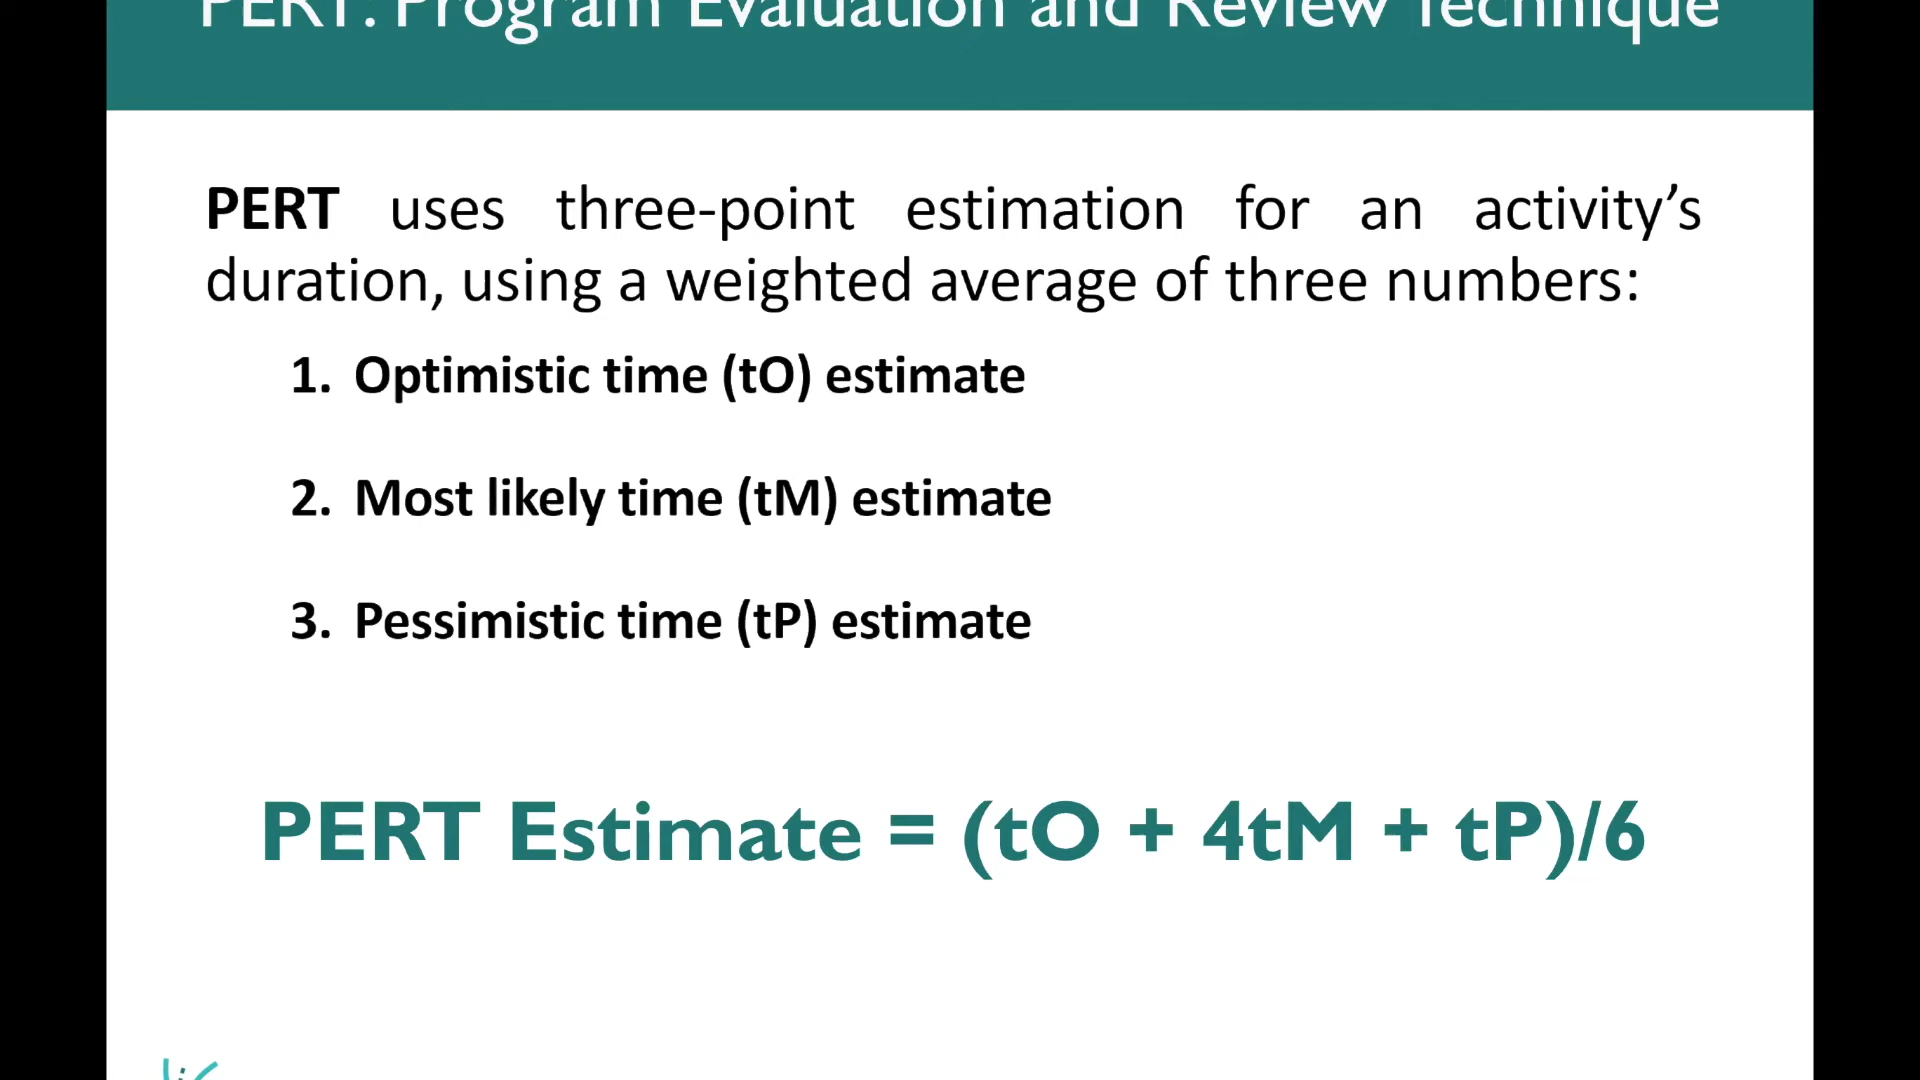 PERT: Program Evaluation and Review Technique
PERT uses three-point estimation for an activity’s
duration, using a weighted average of three numbers:
1. Optimistic time (tO) estimate
2. Most likely time (tM) estimate
3. Pessimistic time (tP) estimate
PERT Estimate = (tO + 4tM + tP)/6